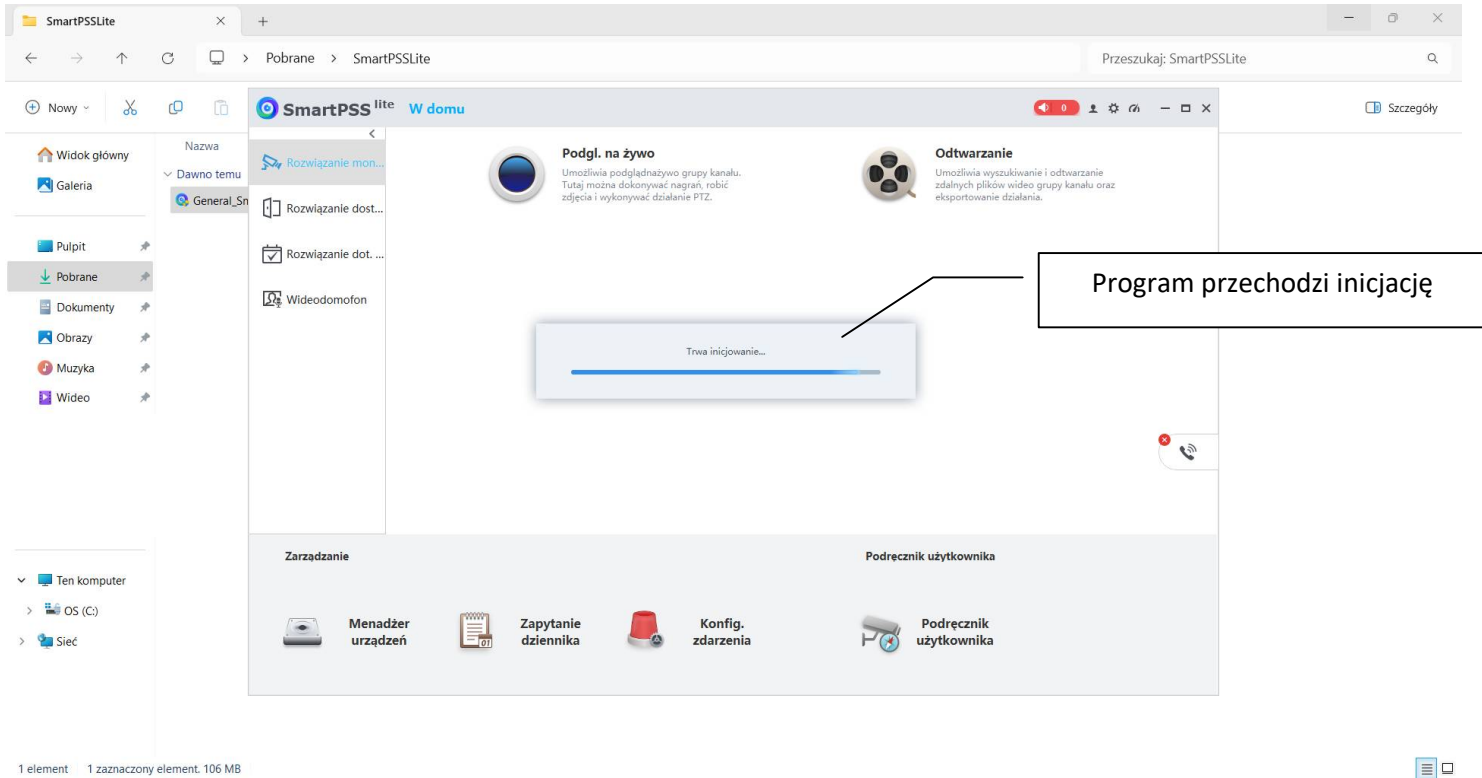 SmartPSSLite
Pobrane > SmartPSSLite
Przeszukaj: SmartPSSLite
Nowy
Szczegóły
Widok główny
Galeria
Pulpit
Pobrane
Dokumenty
Obrazy
Muzyka
Wideo
Ten komputer
OS (C:)
Sieć
Nazwa
Dawno temu
General_Sm
SmartPSS lite W domu
0
Rozwiązanie mon...
Rozwiązanie dost...
Rozwiązanie dot. ...
Wideodomofon
Podgl. na żywo
Umożliwia podglądnażywo grupy kanału.
Tutaj można dokonywać nagrań, robić
zdjęcia i wykonywać działanie PTZ.
Odtwarzanie
Umożliwia wyszukiwanie i odtwarzanie
zdalnych plików wideo grupy kanału oraz
eksportowanie działania.
Program przechodzi inicjację
Trwa inicjowanie...
Zarządzanie
Menadżer
urządzeń
Zapytanie
dziennika
01
Konfig.
zdarzenia
Podręcznik użytkownika
Podręcznik
użytkownika
1 element
1 zaznaczony element. 106 MB